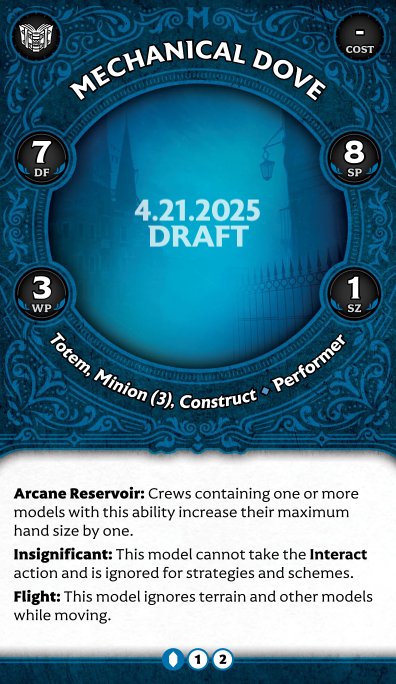 -
COST
MECHANICAL DOVE
7
DF
8
SP
4.21.2025
DRAFT
3
WP
1
SZ
Totem, Minion (3), Construct ⬥ Performer
Arcane Reservoir: Crews containing one or more
models with this ability increase their maximum
hand size by one.
Insignificant: This model cannot take the Interact
action and is ignored for strategies and schemes.
Flight: This model ignores terrain and other models
while moving.
1 2